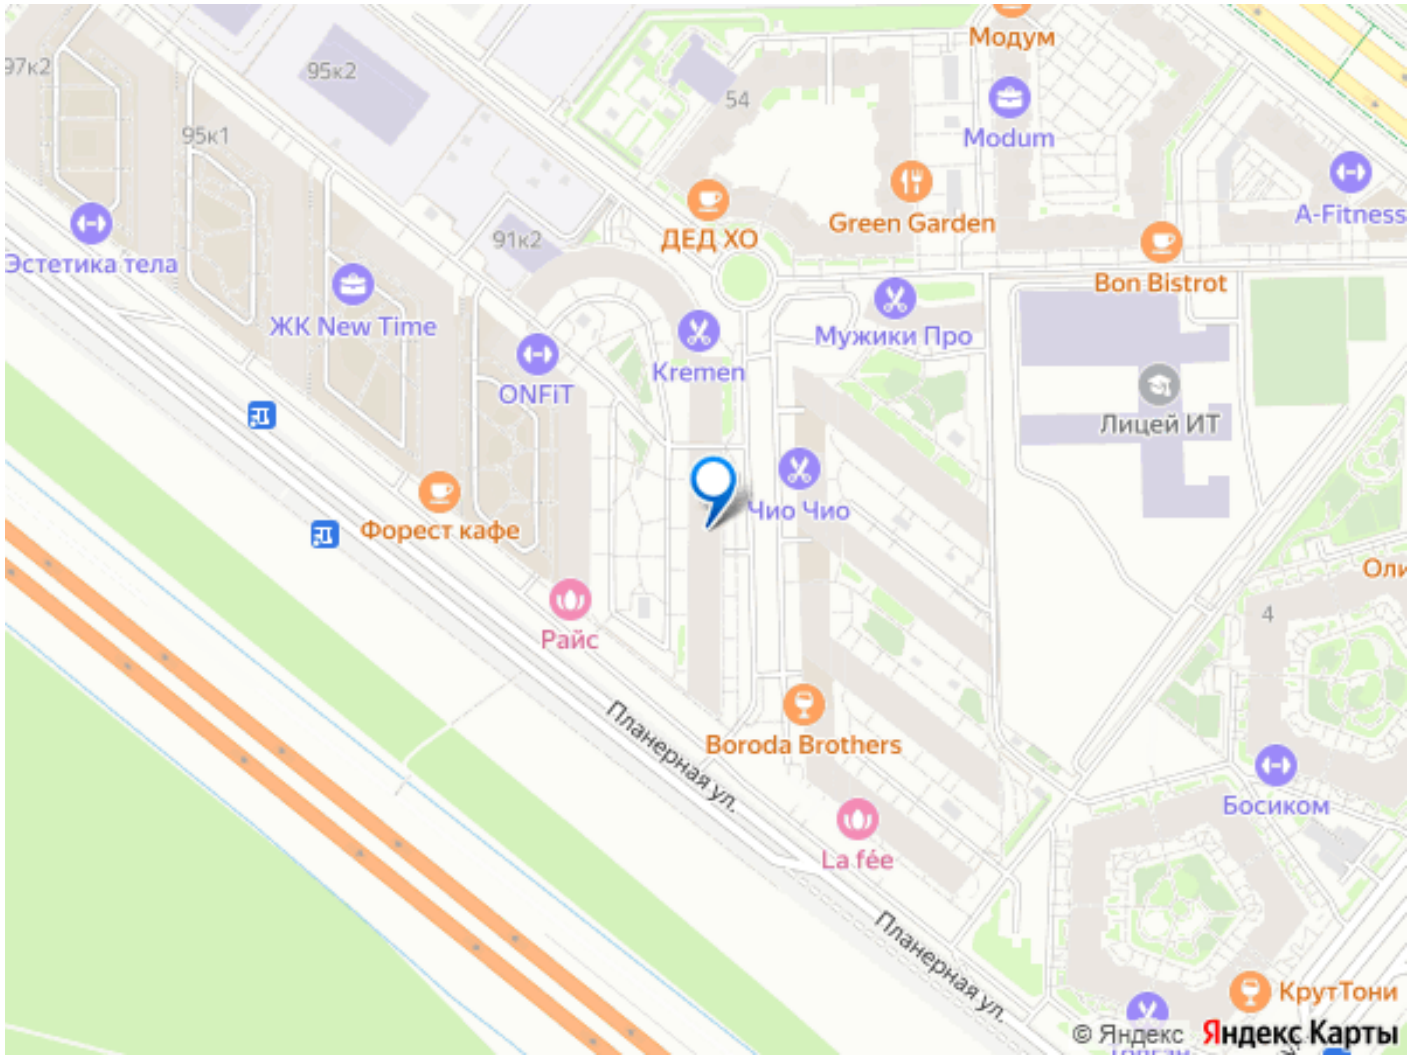 Модум
97к2
95к2
54
Modum
95к1
A-Fitness
Green Garden
ДЕД ХО
91к2
Эстетика тела
Bon Bistrot
ЖК New Time
Мужики Про
Kremen
ONFiT
Лицей ИТ
Чио Чио
Форест кафе
Оли
4
Райс
Планерная ул.
Boroda Brothers
Босиком
La fée
Планерная ул.
КрутТони
© Яндекс Яндекс Карты